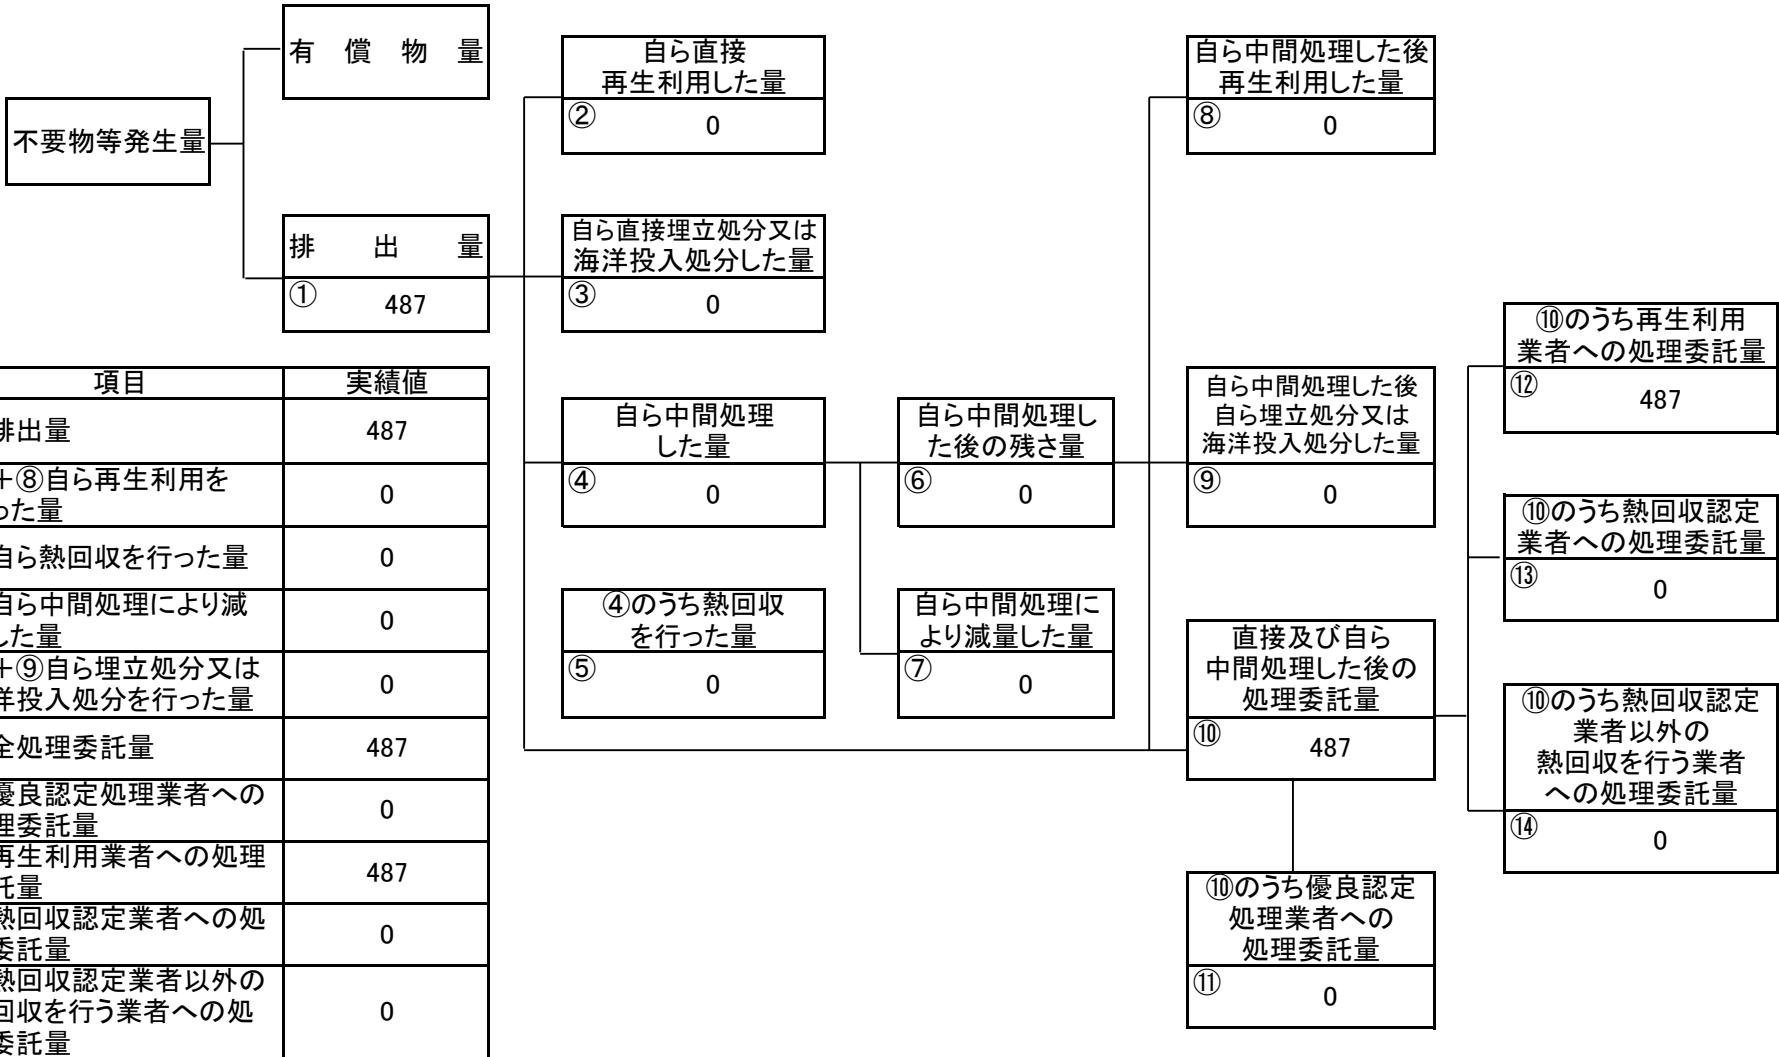 有償物量
不要物等発生量
排出量
① 487
自ら直接
再生利用した量
② 0
自ら直接埋立処分又は
海洋投入処分した量
③ 0
自ら中間処理
した量
④ 0
④のうち熱回収
を行った量
⑤ 0
自ら中間処理し
た後の残さ量
⑥ 0
自ら中間処理に
より減量した量
⑦ 0
自ら中間処理した後
再生利用した量
⑧ 0
自ら中間処理した後
自ら埋立処分又は
海洋投入処分した量
⑨ 0
直接及び自ら
中間処理した後の
処理委託量
⑩ 487
⑩のうち優良認定
処理業者への
処理委託量
⑪ 0
⑩のうち再生利用
業者への処理委託量
⑫ 487
⑩のうち熱回収認定
業者への処理委託量
⑬ 0
⑩のうち熱回収認定
業者以外の
熱回収を行う業者
への処理委託量
⑭ 0
項目 実績値
排出量 487
+⑧自ら再生利用を
った量 0
自ら熱回収を行った量 0
自ら中間処理により減
した量 0
+⑨自ら埋立処分又は
洋投入処分を行った量 0
全処理委託量 487
優良認定処理業者への
理委託量 0
再生利用業者への処理
託量 487
熱回収認定業者への処
委託量 0
熱回収認定業者以外の
回収を行う業者への処
委託量 0